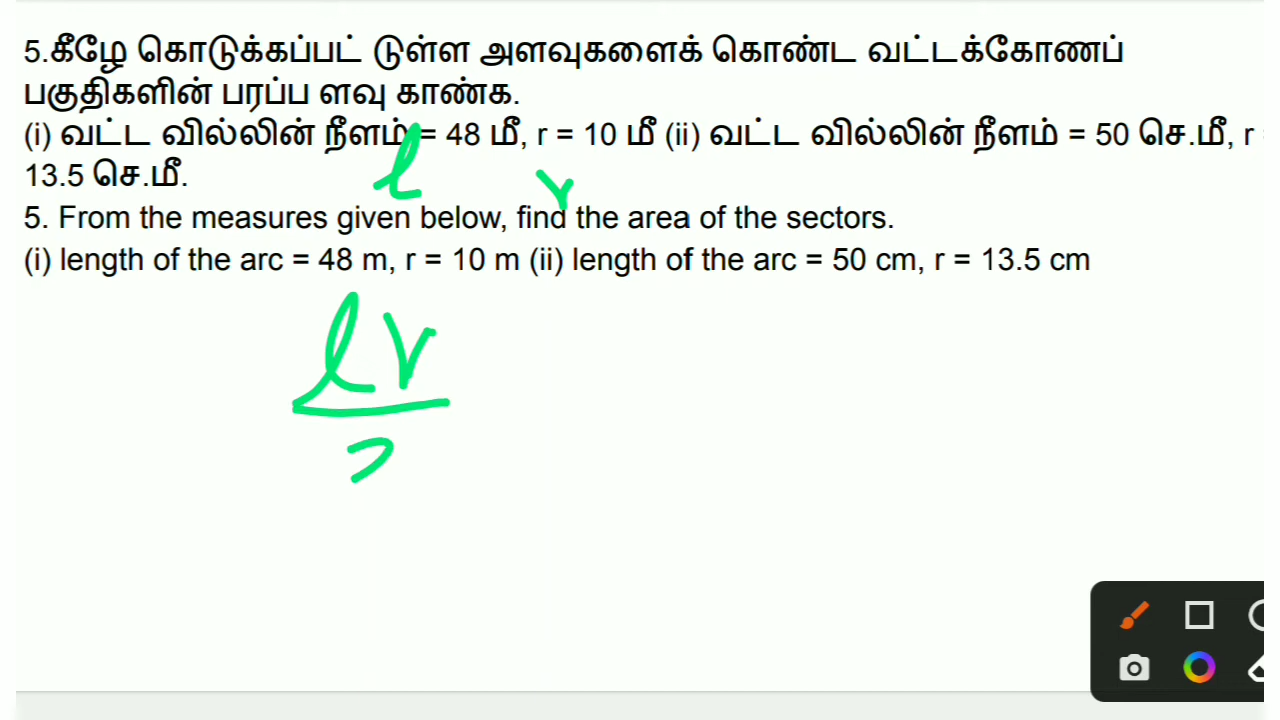 5.கீழே கொடுக்கப்பட் டுள்ள அளவுகளைக் கொண்ட வட்டக்கோணப்
பகுதிகளின் பரப்ப ளவு காண்க.
(i) வட்ட வில்லின் நீளம் = 48 மீ, r = 10 மீ (ii) வட்ட வில்லின் நீளம் = 50 செ.மீ, r =
13.5 செ.மீ.
l r
5. From the measures given below, find the area of the sectors.
(i) length of the arc = 48 m, r = 10 m (ii) length of the arc = 50 cm, r = 13.5 cm
lr
2